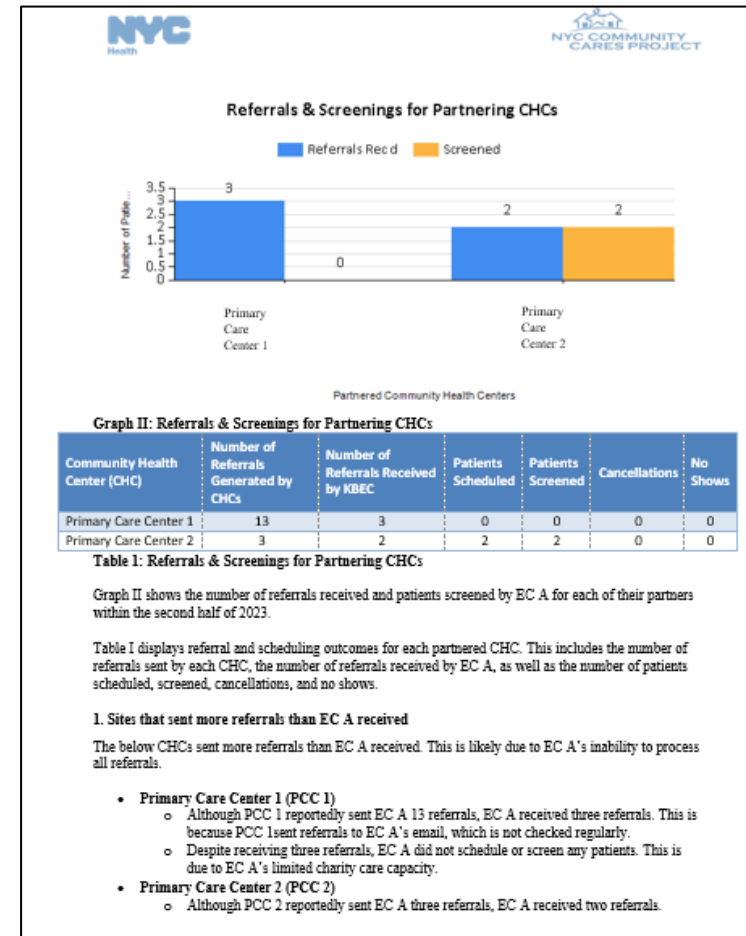 NYC
Health
NYC COMMUNITY
CARES PROJECT
Referrals & Screenings for Partnering CHCs
Referrals Rec d Screened
Number of Patie...
3.5
3
2.5
2
1.5
1
0.5
0
3
0
2
2
Primary
Care
Center 1
Primary
Care
Center 2
Partnered Community Health Centers
Graph II: Referrals & Screenings for Partnering CHCs
Community Health Center (CHC) Number of Referrals Generated by CHCs Number of Referrals Received by KBEC Patients Scheduled Patients Screened Cancellations No Shows
Primary Care Center 1 13 3 0 0 0 0
Primary Care Center 2 3 2 2 2 0 0
Table 1: Referrals & Screenings for Partnering CHCs
Graph II shows the number of referrals received and patients screened by EC A for each of their partners
within the second half of 2023.
Table I displays referral and scheduling outcomes for each partnered CHC. This includes the number of
referrals sent by each CHC, the number of referrals received by EC A, as well as the number of patients
scheduled, screened, cancellations, and no shows.
1. Sites that sent more referrals than EC A received
The below CHCs sent more referrals than EC A received. This is likely due to EC A's inability to process
all referrals.
• Primary Care Center 1 (PCC 1)
o Although PCC 1 reportedly sent EC A 13 referrals, EC A received three referrals. This is
because PCC 1sent referrals to EC A's email, which is not checked regularly.
o Despite receiving three referrals, EC A did not schedule or screen any patients. This is
due to EC A's limited charity care capacity.
• Primary Care Center 2 (PCC 2)
o Although PCC 2 reportedly sent EC A three referrals, EC A received two referrals.